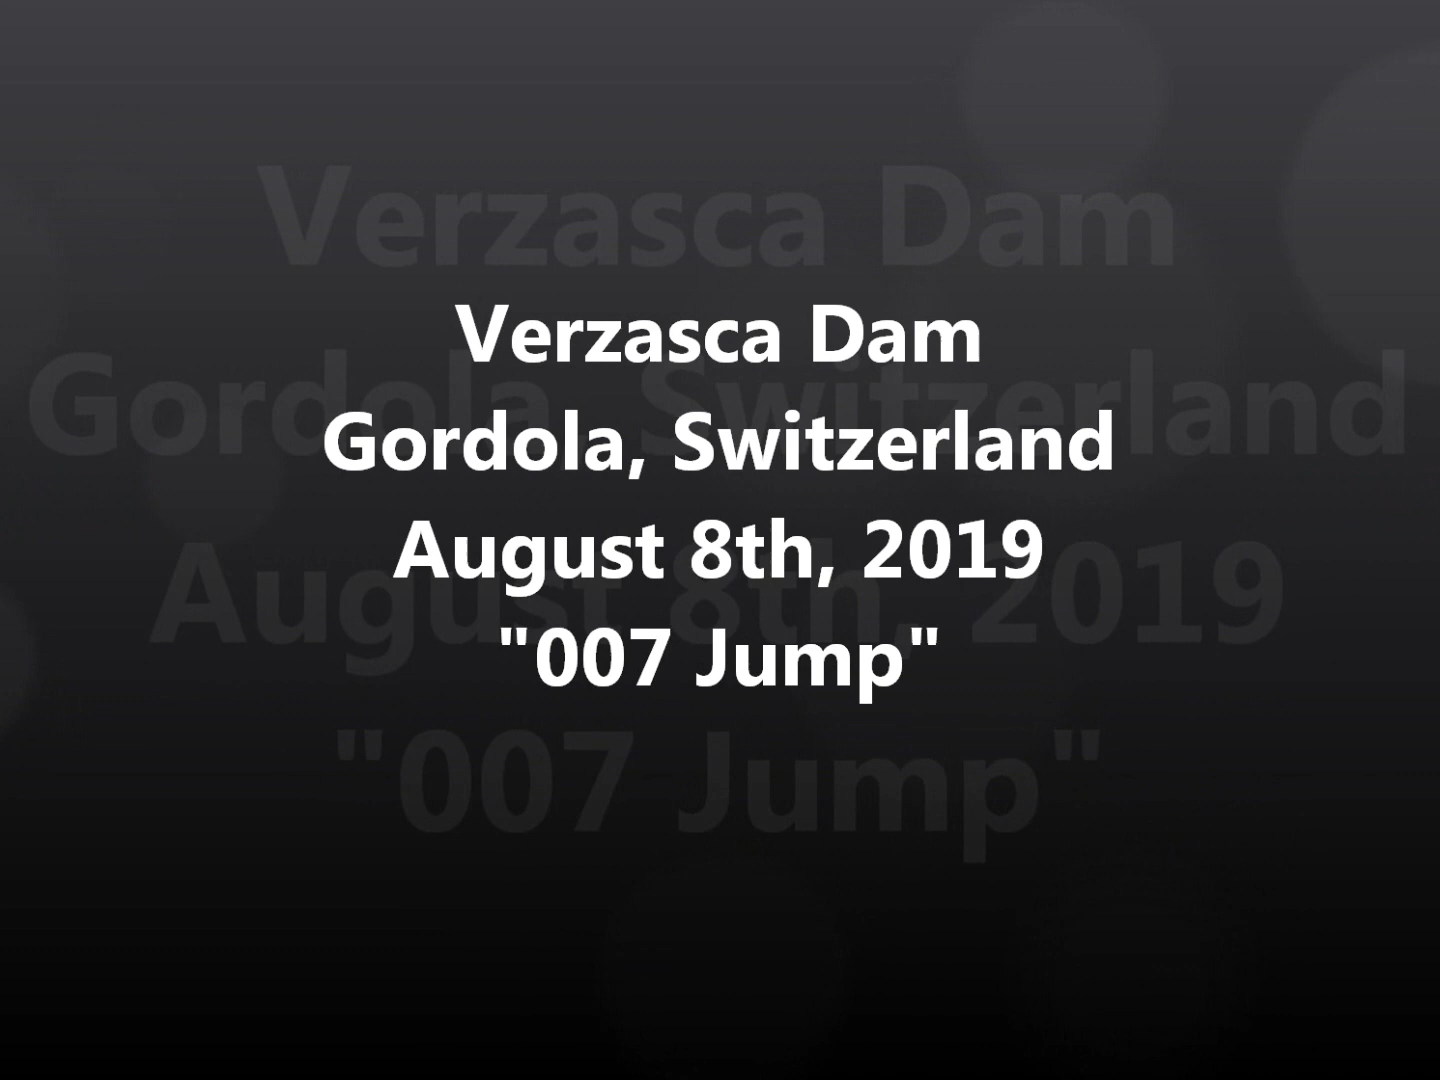 Verzasca Dam
Gordola, Switzerland
August 8th, 2019
"007 Jump"